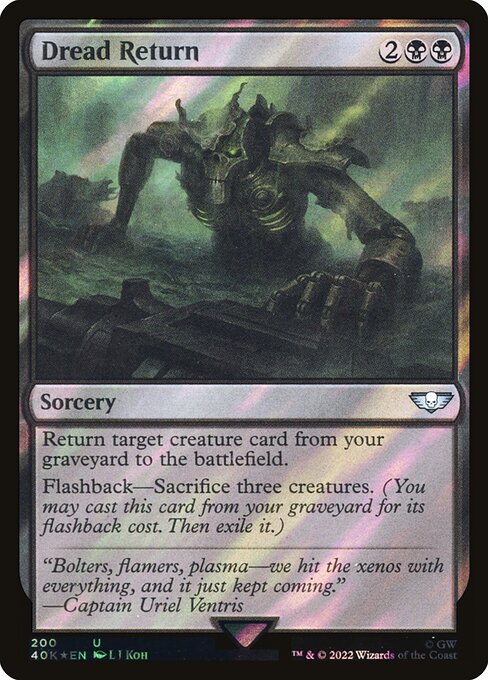 Dread Return 2
Sorcery
Return target creature card from your
graveyard to the battlefield.
Flashback—Sacrifice three creatures. (You
may cast this card from your graveyard for its
flashback cost. Then exile it.)
“Bolters, flamers, plasma—we hit the xenos with
everything, and it just kept coming.”
—Captain Uriel Ventris
200 U © GW
40K★EN LJ Koh ™ & © 2022 Wizards of the Coast